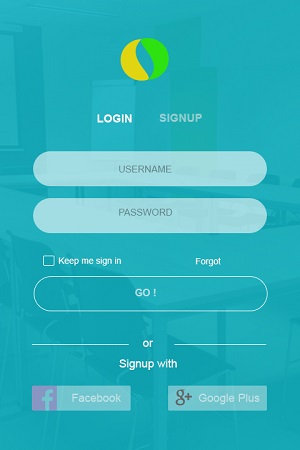 LOGIN SIGNUP
USERNAME
PASSWORD
Keep me sign in Forgot
GO !
or
Signup with
f Facebook g+ Google Plus